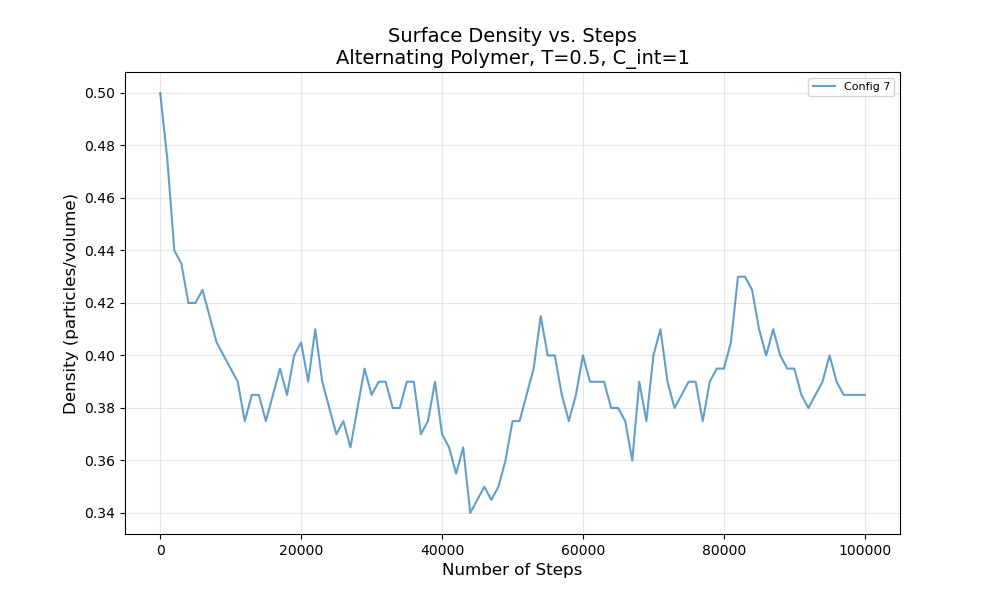 Surface Density vs. Steps
Alternating Polymer, T=0.5, C_int=1
Config 7
Density (particles/volume)
0.50
0.48
0.46
0.44
0.42
0.40
0.38
0.36
0.34
0 20000 40000 60000 80000 100000
Number of Steps